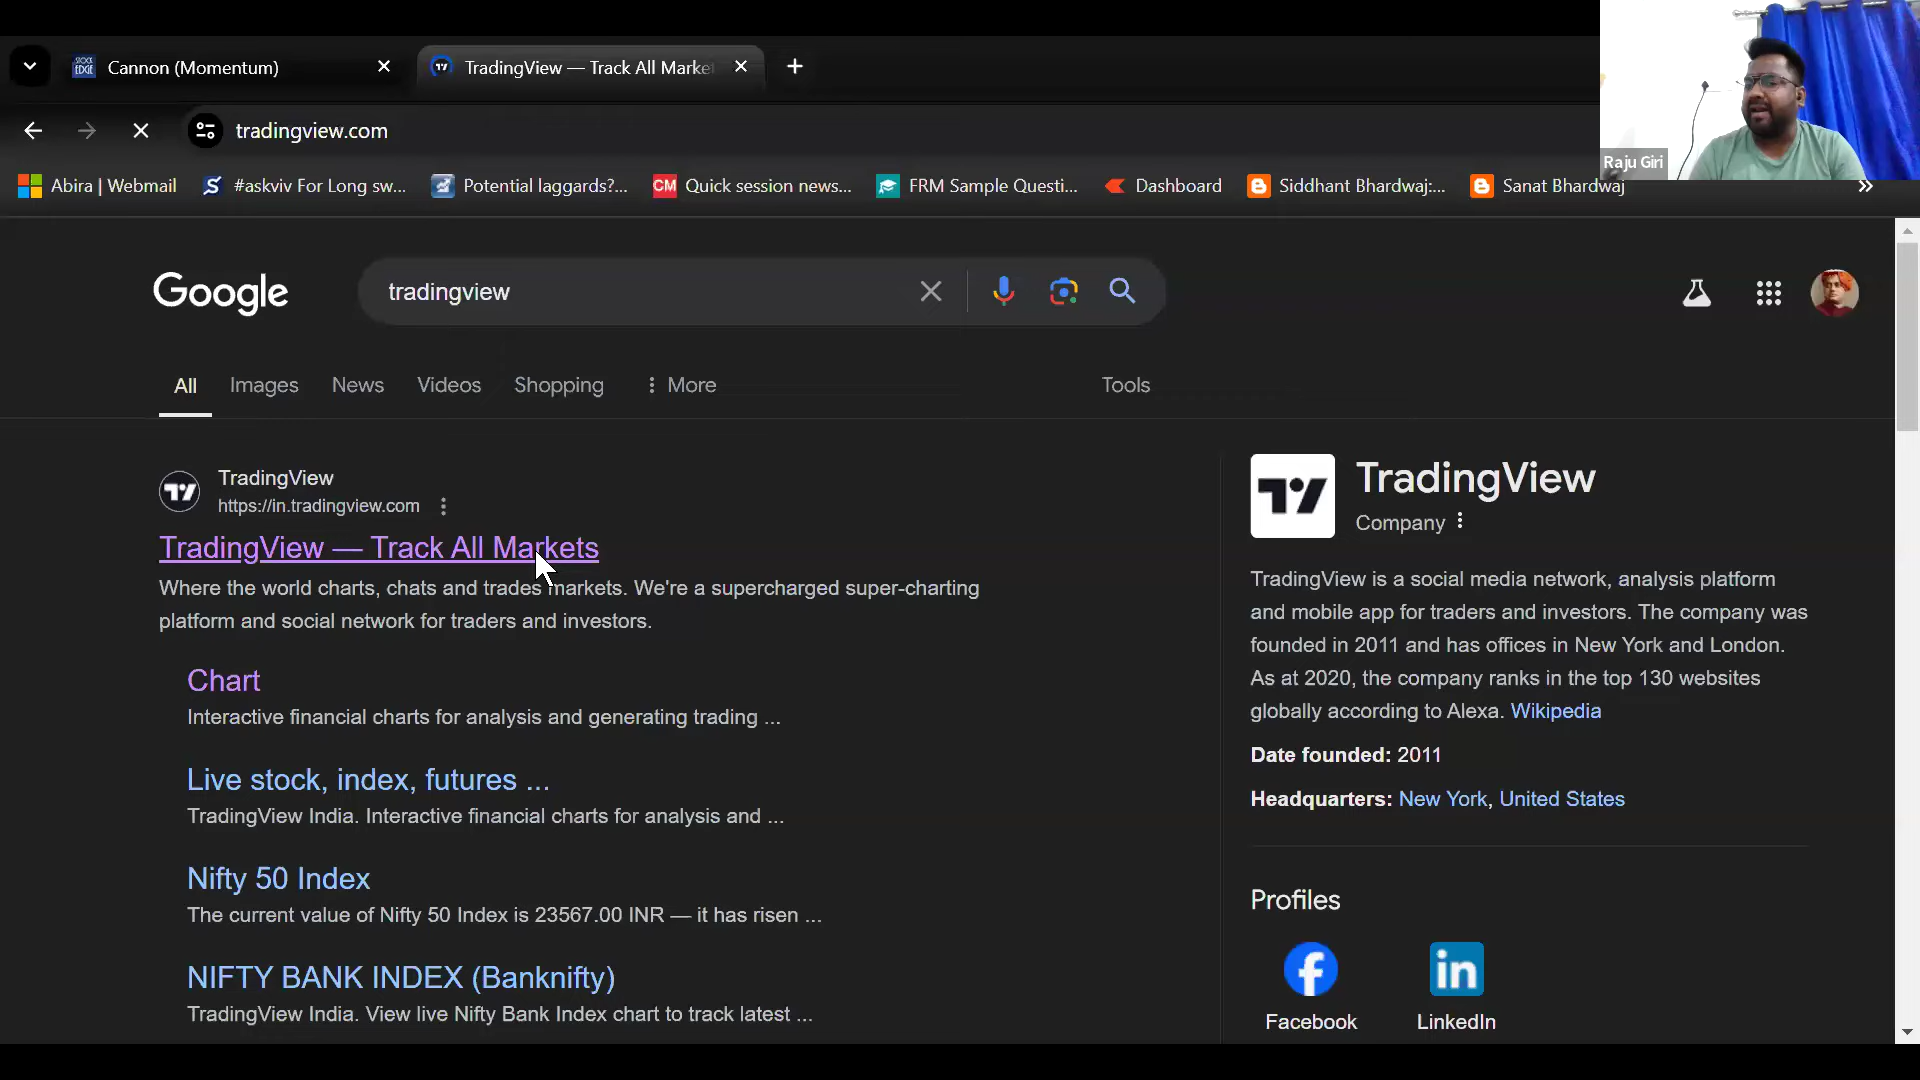 STOCK EDGE
Cannon (Momentum)
TradingView — Track All Marke
tradingview.com
Raju Giri
Abira | Webmail
#askviv For Long sw...
Potential laggards?...
CM
Quick session news...
FRM Sample Questi...
Dashboard
Siddhant Bhardwaj:...
Sanat Bhardwaj
Google
tradingview
All
Images
News
Videos
Shopping
More
Tools
TradingView
https://in.tradingview.com
TradingView — Track All Markets
Where the world charts, chats and trades markets. We're a supercharged super-charting
platform and social network for traders and investors.
Chart
Interactive financial charts for analysis and generating trading ...
Live stock, index, futures ...
TradingView India. Interactive financial charts for analysis and ...
Nifty 50 Index
The current value of Nifty 50 Index is 23567.00 INR — it has risen ...
NIFTY BANK INDEX (Banknifty)
TradingView India. View live Nifty Bank Index chart to track latest ...
TradingView
Company
TradingView is a social media network, analysis platform
and mobile app for traders and investors. The company was
founded in 2011 and has offices in New York and London.
As at 2020, the company ranks in the top 130 websites
globally according to Alexa. Wikipedia
Date founded: 2011
Headquarters: New York, United States
Profiles
Facebook
LinkedIn